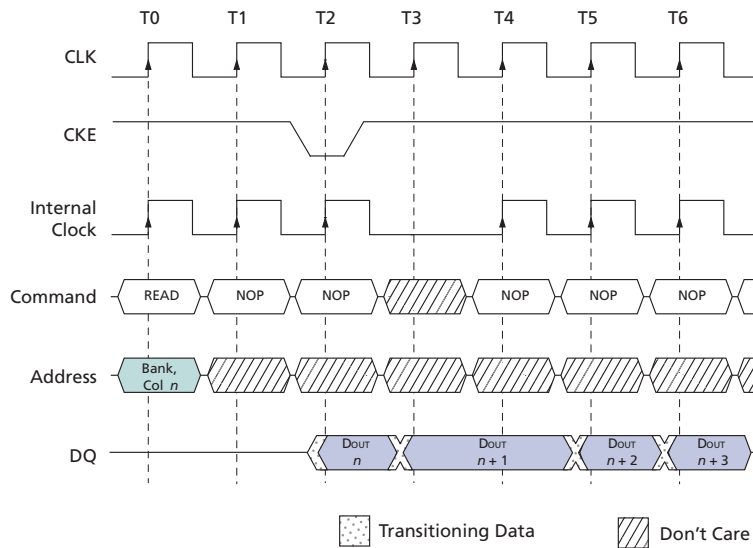 T0 T1 T2 T3 T4 T5 T6
CLK
CKE
Internal
Clock
Command READ NOP NOP NOP NOP NOP
Address Bank,
Col n
DQ DOUT DOUT DOUT DOUT
n n + 1 n + 2 n + 3
Transitioning Data Don't Care